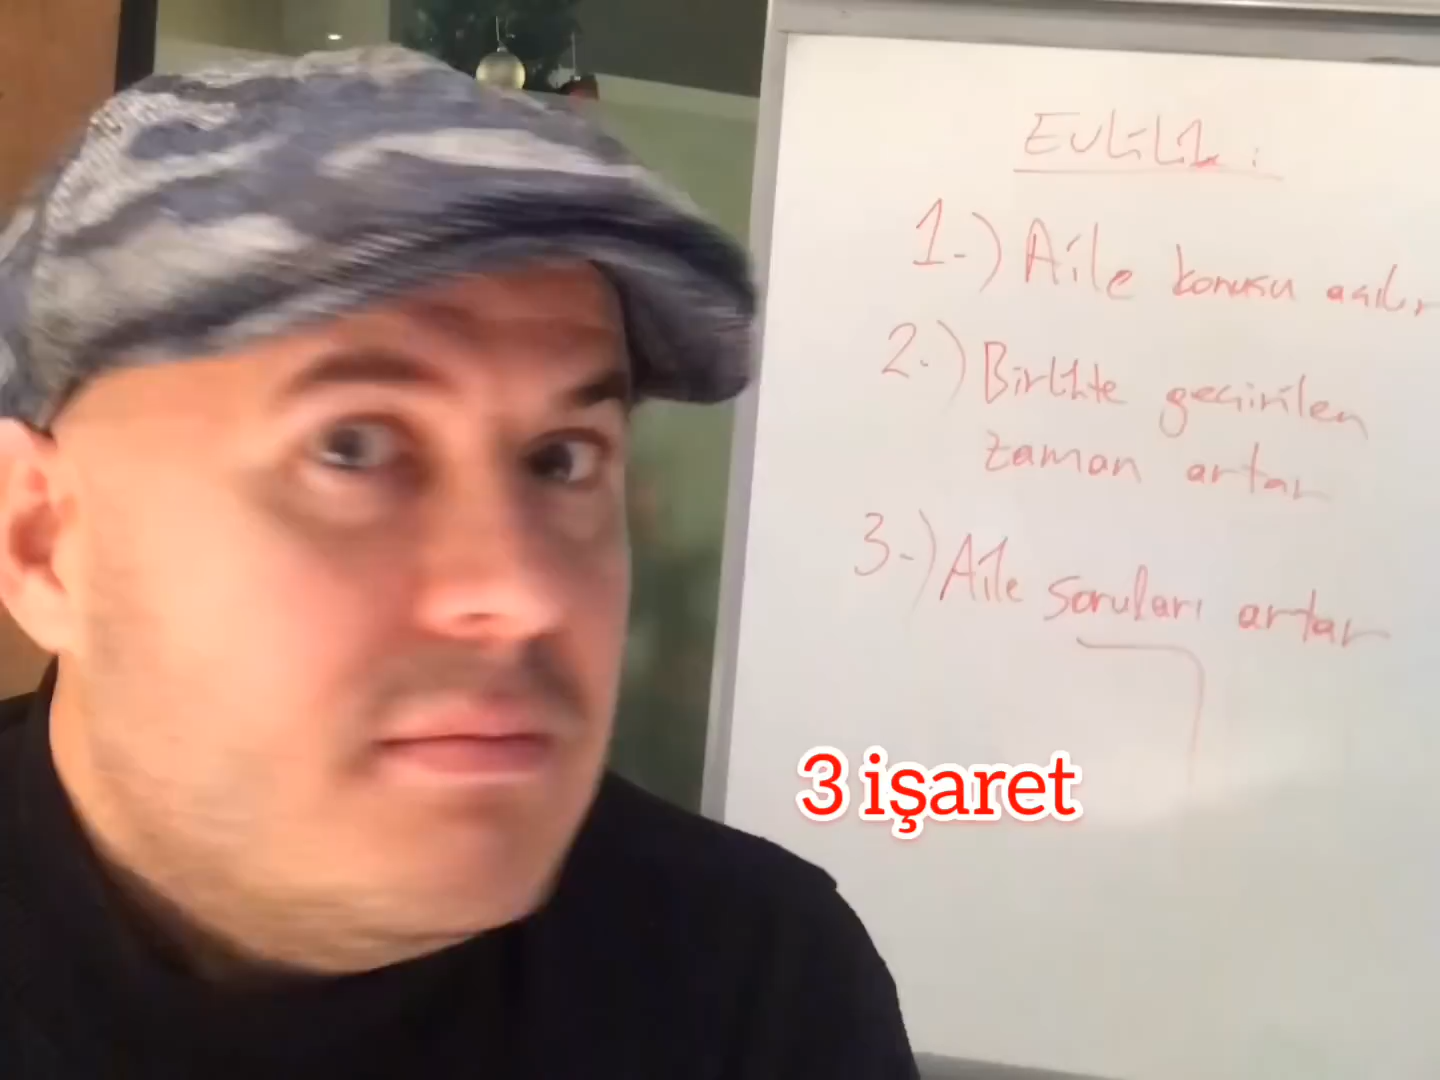 Evlilik :
1-) Aile konusu açılır
2-) Birlikte geçirilen
zaman artar
3-) Aile soruları artar
3 işaret